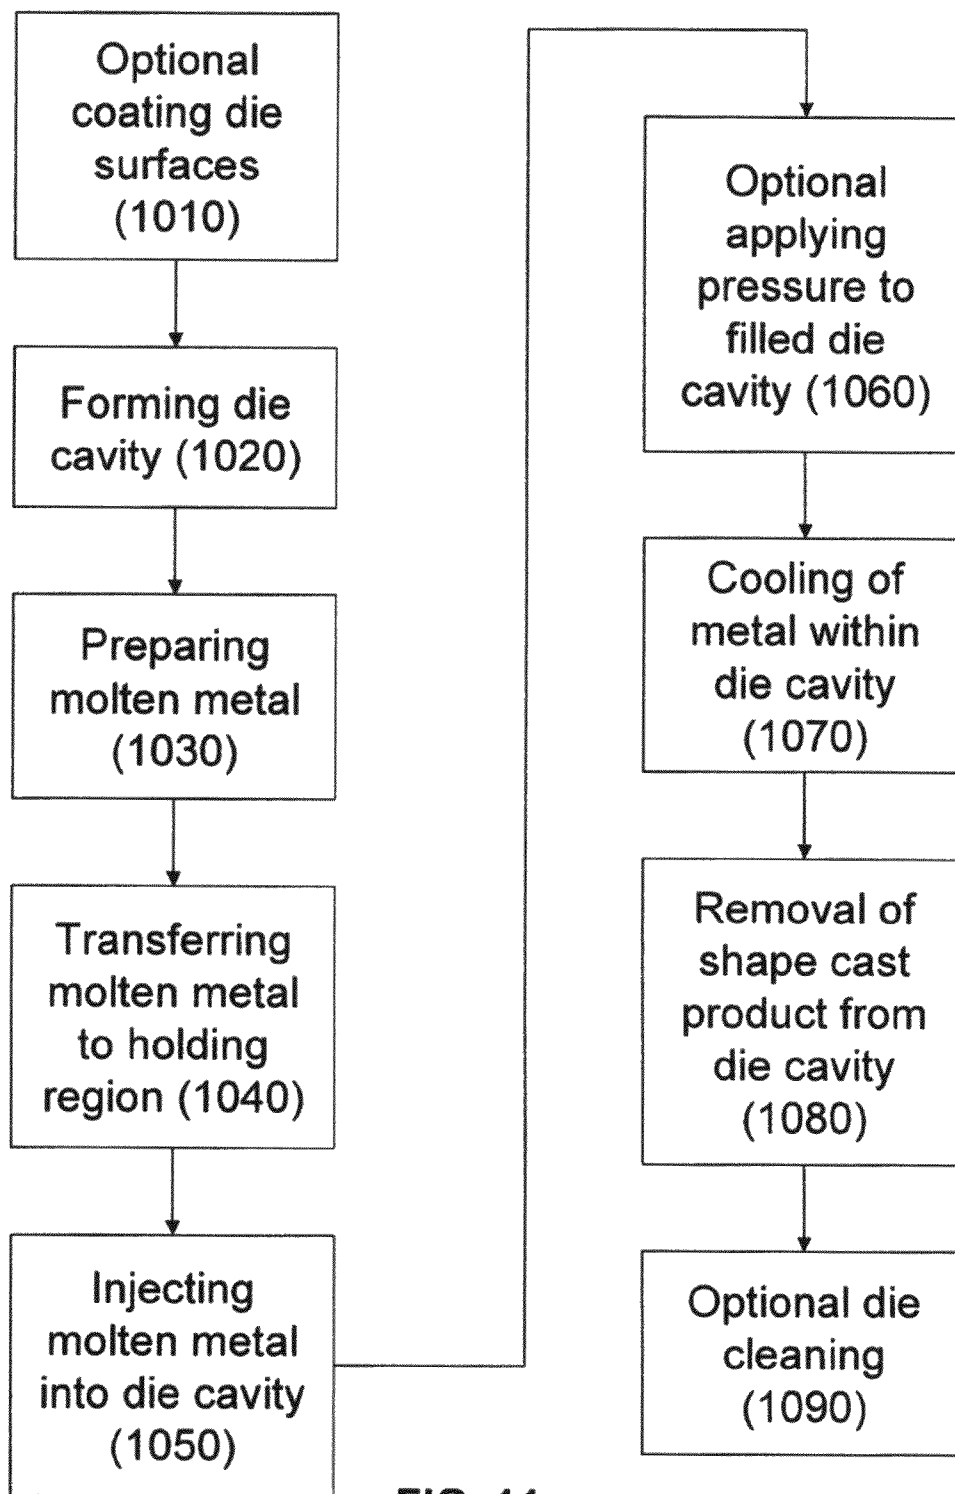 Optional
coating die
surfaces
(1010)
Forming die
cavity (1020)
Preparing
molten metal
(1030)
Transferring
molten metal
to holding
region (1040)
Injecting
molten metal
into die cavity
(1050)
Optional
applying
pressure to
filled die
cavity (1060)
Cooling of
metal within
die cavity
(1070)
Removal of
shape cast
product from
die cavity
(1080)
Optional die
cleaning
(1090)